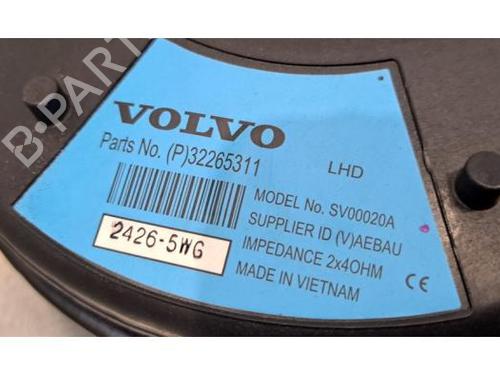 B-PARTS
VOLVO
Parts No. (P)32265311
LHD
MODEL No. SV00020A
SUPPLIER ID (V)AEBAU
2426-5WG
IMPEDANCE 2x4OHM
MADE IN VIETNAM
CE